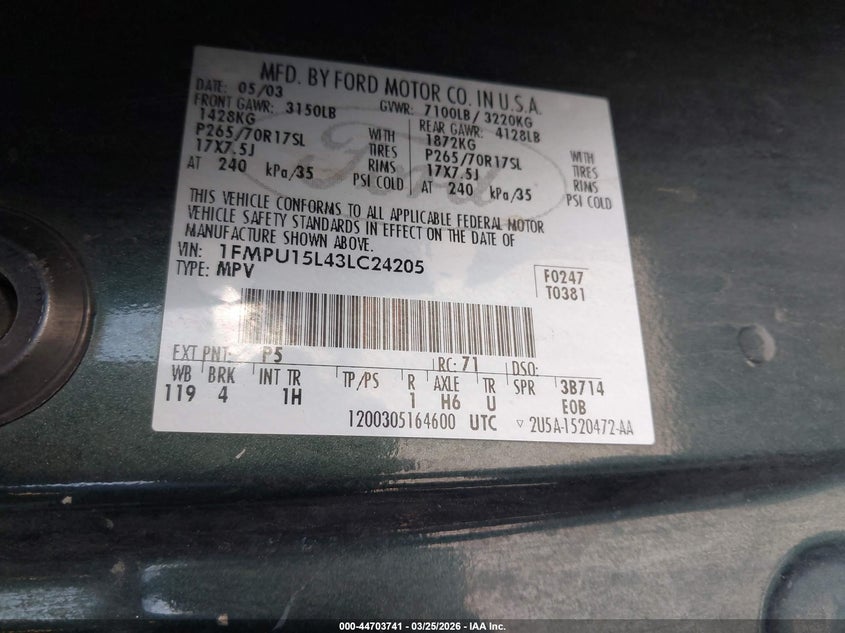 MFD. BY FORD MOTOR CO. IN U.S.A.
DATE: 05/03 GVWR: 7100LB/ 3220KG
FRONT GAWR: 3150LB REAR GAWR: 4128LB
1428KG WITH 1872KG WITH
P265/70R17SL TIRES P265/70R17SL TIRES
17X7.5J RIMS 17X7.5J RIMS
AT 240 kPa/35 PSI COLD AT 240 kPa/35 PSI COLD
Ford
THIS VEHICLE CONFORMS TO ALL APPLICABLE FEDERAL MOTOR
VEHICLE SAFETY STANDARDS IN EFFECT ON THE DATE OF
MANUFACTURE SHOWN ABOVE.
VIN: 1FMPU15L43LC24205
TYPE: MPV
F0247
T0381
EXT PNT: P5 RC: 71 DSO:
WB BRK INT TR TP/PS R AXLE TR SPR 3B714
119 4 1H 1 H6 U EOB
1200305164600 UTC ▽ 2U5A-1520472-AA
000-44703741 - 03/25/2026 - IAA Inc.